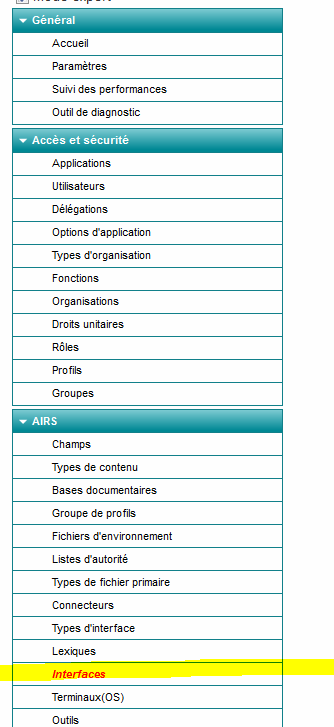 Général
Accueil
Paramètres
Suivi des performances
Outil de diagnostic
Accès et sécurité
Applications
Utilisateurs
Délégations
Options d'application
Types d'organisation
Fonctions
Organisations
Droits unitaires
Rôles
Profils
Groupes
AIRS
Champs
Types de contenu
Bases documentaires
Groupe de profils
Fichiers d'environnement
Listes d'autorité
Types de fichier primaire
Connecteurs
Types d'interface
Lexiques
Interfaces
Terminaux(OS)
Outils